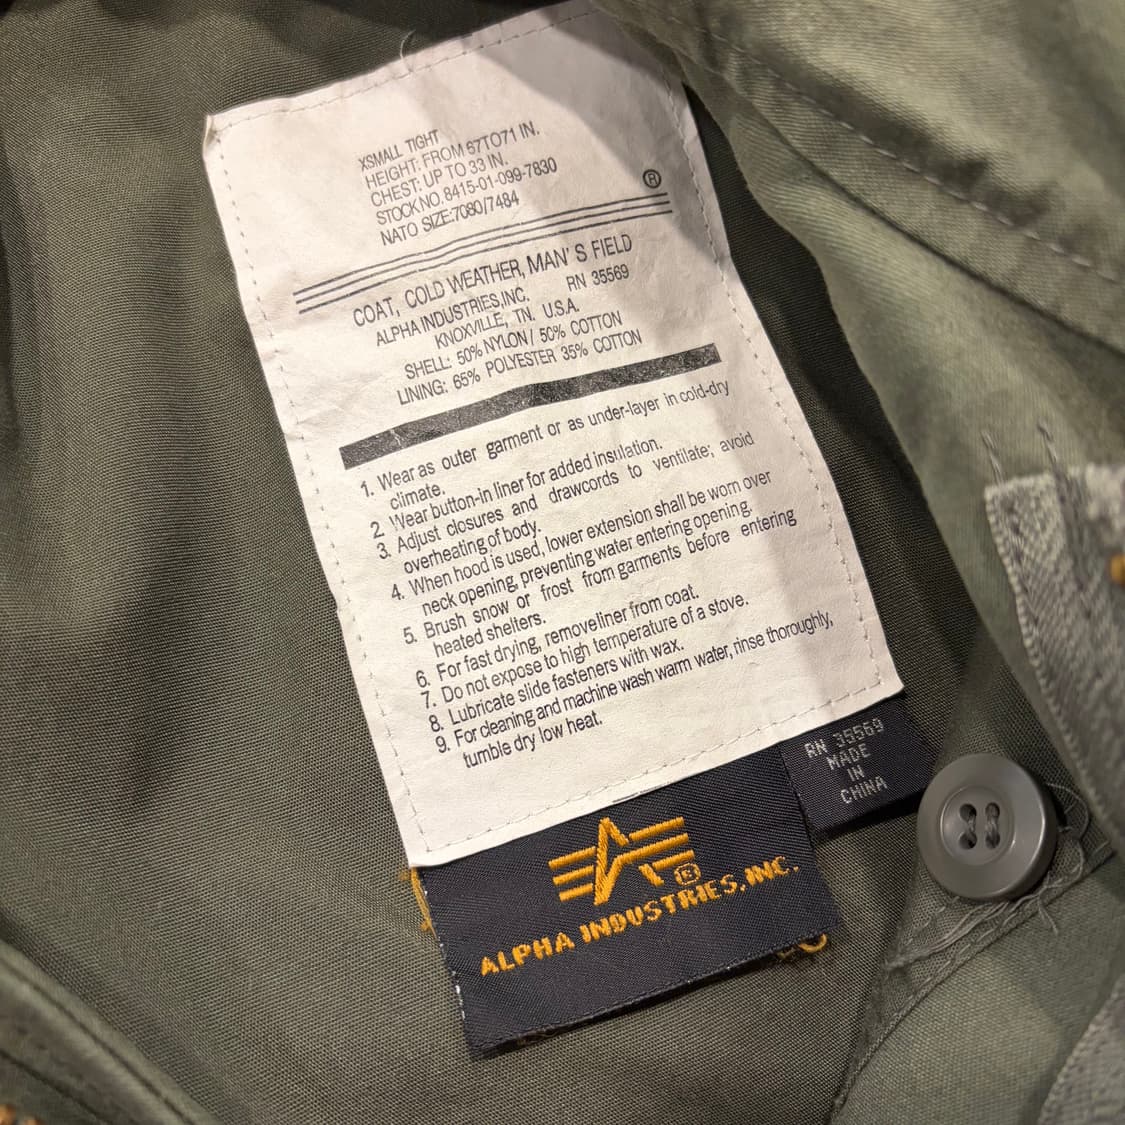 XSMALL TIGHT
HEIGHT: FROM 67TO71 IN.
CHEST: UP TO 33 IN.
STOCK NO. 8415-01-099-7830
NATO SIZE:7080/7484
®
COAT, COLD WEATHER, MAN' S FIELD
ALPHA INDUSTRIES,INC. RN 35569
KNOXVILLE, TN. U.S.A.
SHELL: 50% NYLON / 50% COTTON
LINING: 65% POLYESTER 35% COTTON
1. Wear as outer garment or as under-layer in cold-dry
climate.
2. Wear button-in liner for added insulation.
3. Adjust closures and drawcords to ventilate; avoid
overheating of body.
4. When hood is used, lower extension shall be worn over
neck opening, preventing water entering opening.
5. Brush snow or frost from garments before entering
heated shelters.
6. For fast drying, remove liner from coat.
7. Do not expose to high temperature of a stove.
8. Lubricate slide fasteners with wax.
9. For cleaning and machine wash warm water, rinse thoroughly,
tumble dry low heat.
RN 35569
MADE
IN
CHINA
®
ALPHA INDUSTRIES, INC.